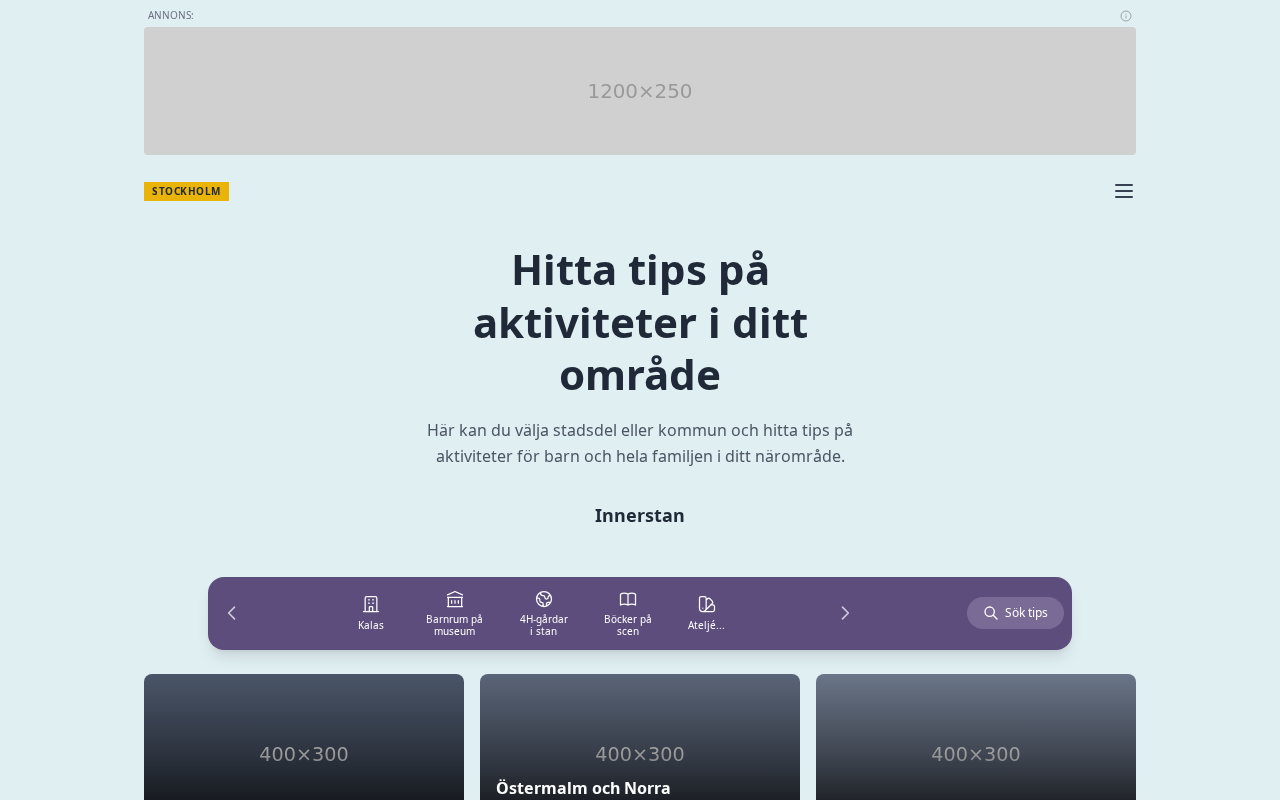 ANNONS:
1200×250
STOCKHOLM
Hitta tips på
aktiviteter i ditt
område
Här kan du välja stadsdel eller kommun och hitta tips på
aktiviteter för barn och hela familjen i ditt närområde.
Innerstan
Kalas
Barnrum på
museum
4H-gårdar
i stan
Böcker på
scen
Ateljé...
Sök tips
400×300
400×300
400×300
Östermalm och Norra